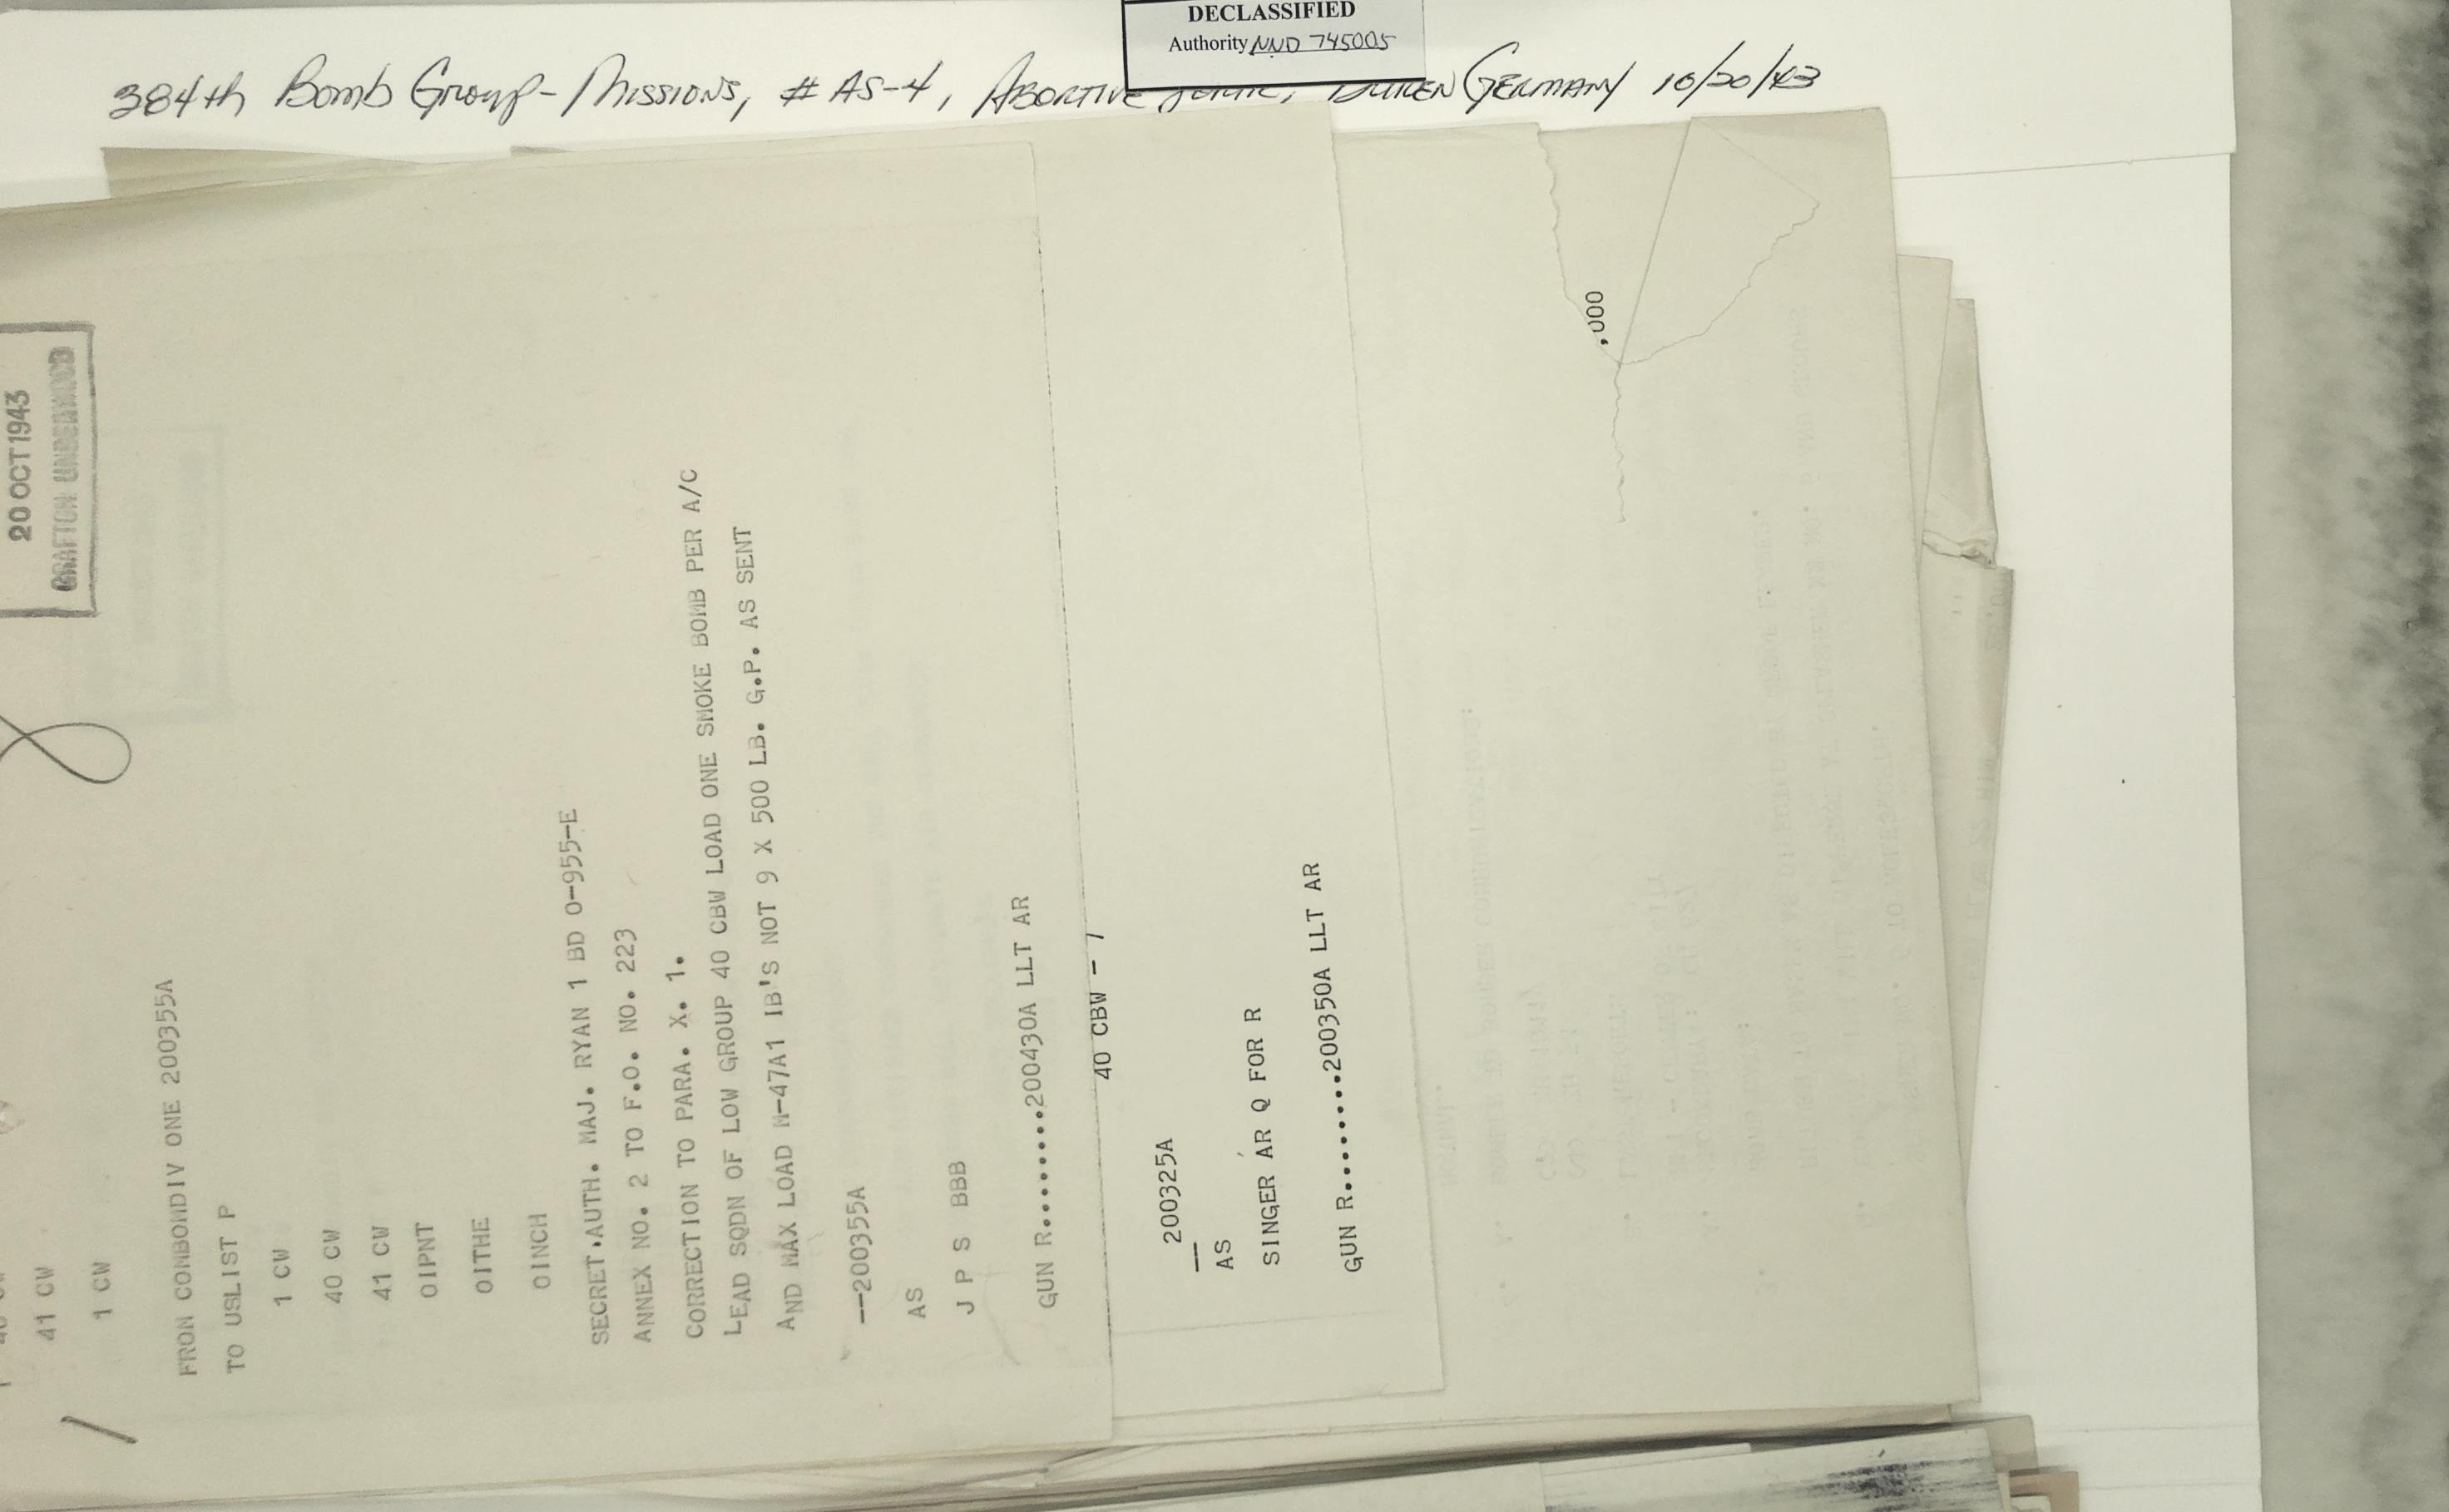 DECLASSIFIED
Authority NND 745005
384th Bomb Group - Missions, # AS-4, Abortive Germany 10/20/43
20 OCT 1943
GRAFTON UNDERWOOD
41 CW
1 CW
FROM COMBOMDIV ONE 200355A
TO USLIST P
1 CW
40 CW
41 CW
OIPNT
OITHE
OINCH
SECRET.AUTH. MAJ. RYAN 1 BD O-955-E
ANNEX NO. 2 TO F.O. NO. 223
CORRECTION TO PARA. X. 1.
LEAD SQDN OF LOW GROUP 40 CBW LOAD ONE SMOKE BOMB PER A/C
AND MAX LOAD M-47A1 IB'S NOT 9 X 500 LB. G.P. AS SENT
--200355A
AS
J P S BBB
GUN R........200430A LLT AR
40 CBW - 7
__ 200325A
AS
SINGER AR Q FOR R
GUN R........200350A LLT AR
,000